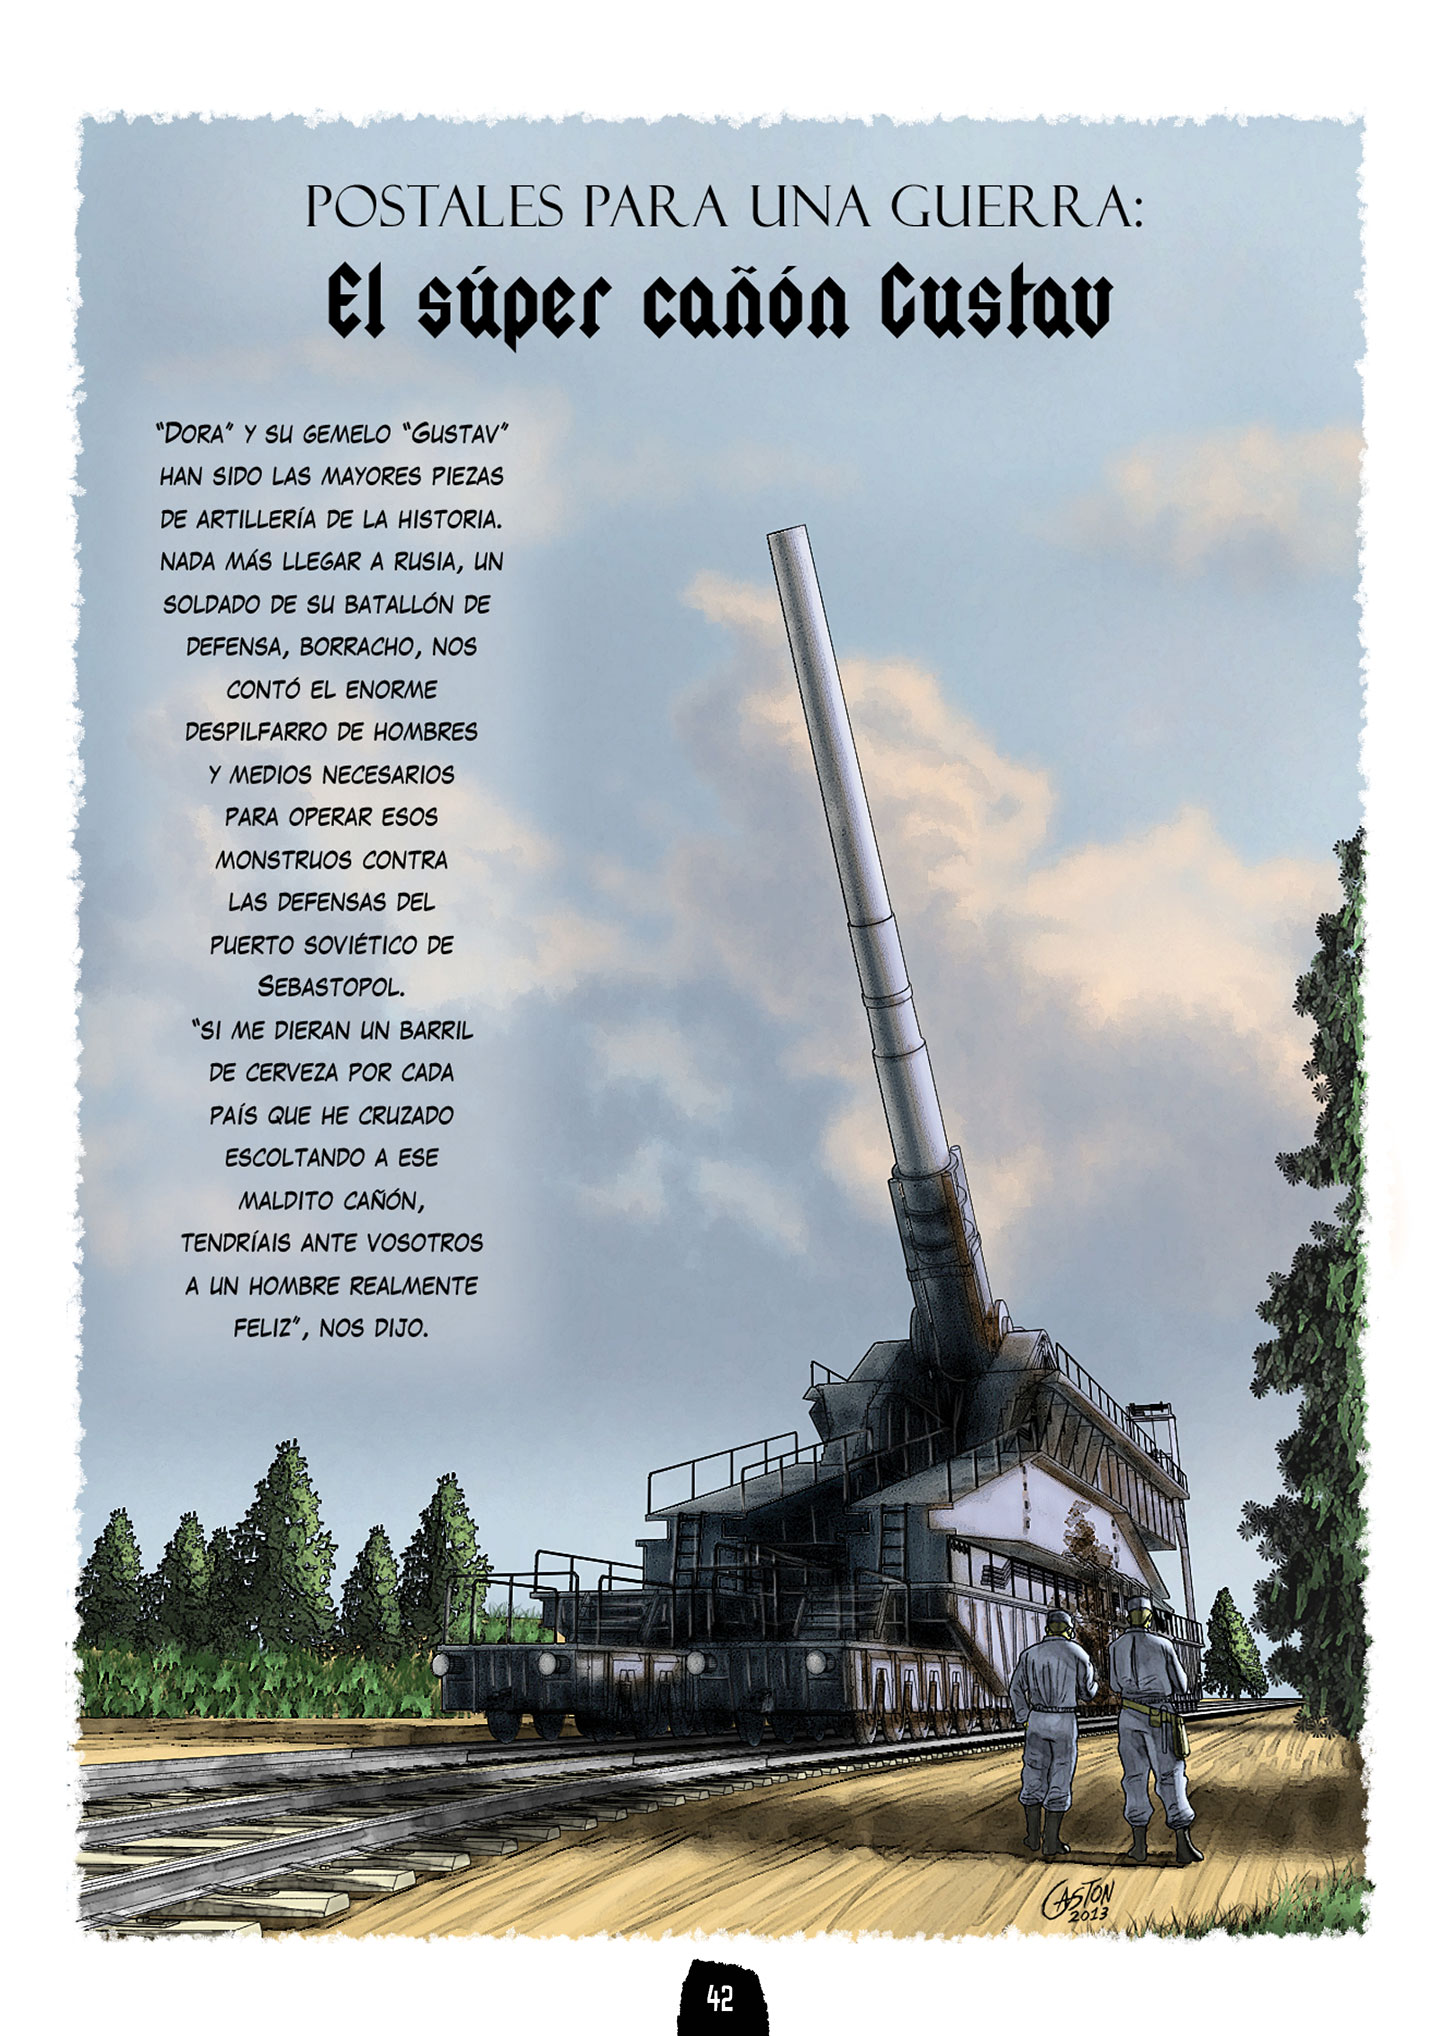 POSTALES PARA UNA GUERRA:
El súper cañón Gustav
"DORA" Y SU GEMELO "GUSTAV"
HAN SIDO LAS MAYORES PIEZAS
DE ARTILLERÍA DE LA HISTORIA.
NADA MÁS LLEGAR A RUSIA, UN
SOLDADO DE SU BATALLÓN DE
DEFENSA, BORRACHO, NOS
CONTÓ EL ENORME
DESPILFARRO DE HOMBRES
Y MEDIOS NECESARIOS
PARA OPERAR ESOS
MONSTRUOS CONTRA
LAS DEFENSAS DEL
PUERTO SOVIÉTICO DE
SEBASTOPOL.
"SI ME DIERAN UN BARRIL
DE CERVEZA POR CADA
PAÍS QUE HE CRUZADO
ESCOLTANDO A ESE
MALDITO CAÑÓN,
TENDRÍAIS ANTE VOSOTROS
A UN HOMBRE REALMENTE
FELIZ", NOS DIJO.
GASTON
2013
42